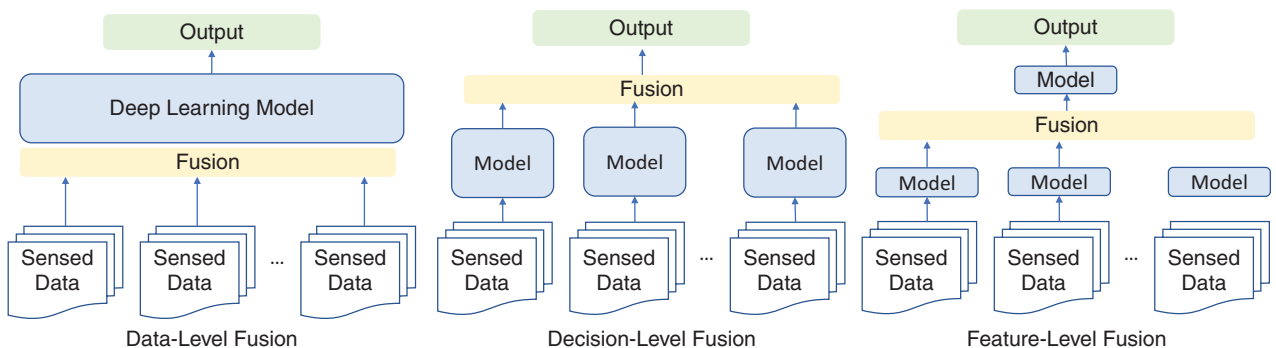 Output
Deep Learning Model
Fusion
Sensed
Data
Sensed
Data
...
Sensed
Data
Data-Level Fusion
Output
Fusion
Model
Model
Model
Sensed
Data
Sensed
Data
...
Sensed
Data
Decision-Level Fusion
Output
Model
Fusion
Model
Model
Model
Sensed
Data
Sensed
Data
...
Sensed
Data
Feature-Level Fusion